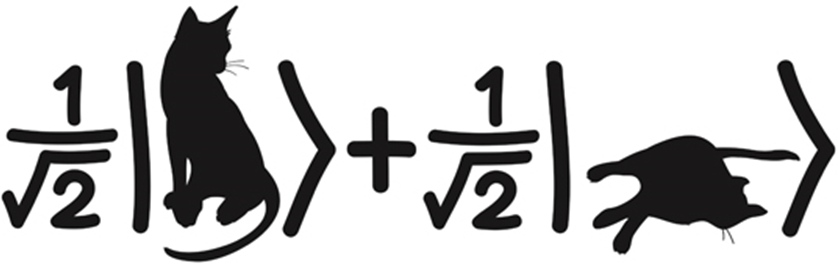 1/√2 | ⟩ + 1/√2 | ⟩